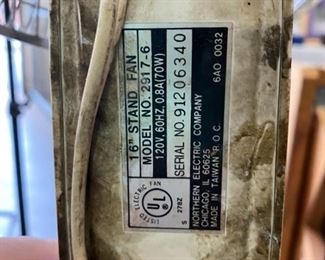 16" STAND FAN
MODEL NO. 2917-6
120V, 60HZ, 0.8A(70W)
SERIAL NO. 91206340
LISTED ELECTRIC FAN
UL
S 278Z
NORTHERN ELECTRIC COMPANY
CHICAGO, IL 60625
MADE IN TAIWAN R.O.C.
6AO 0032